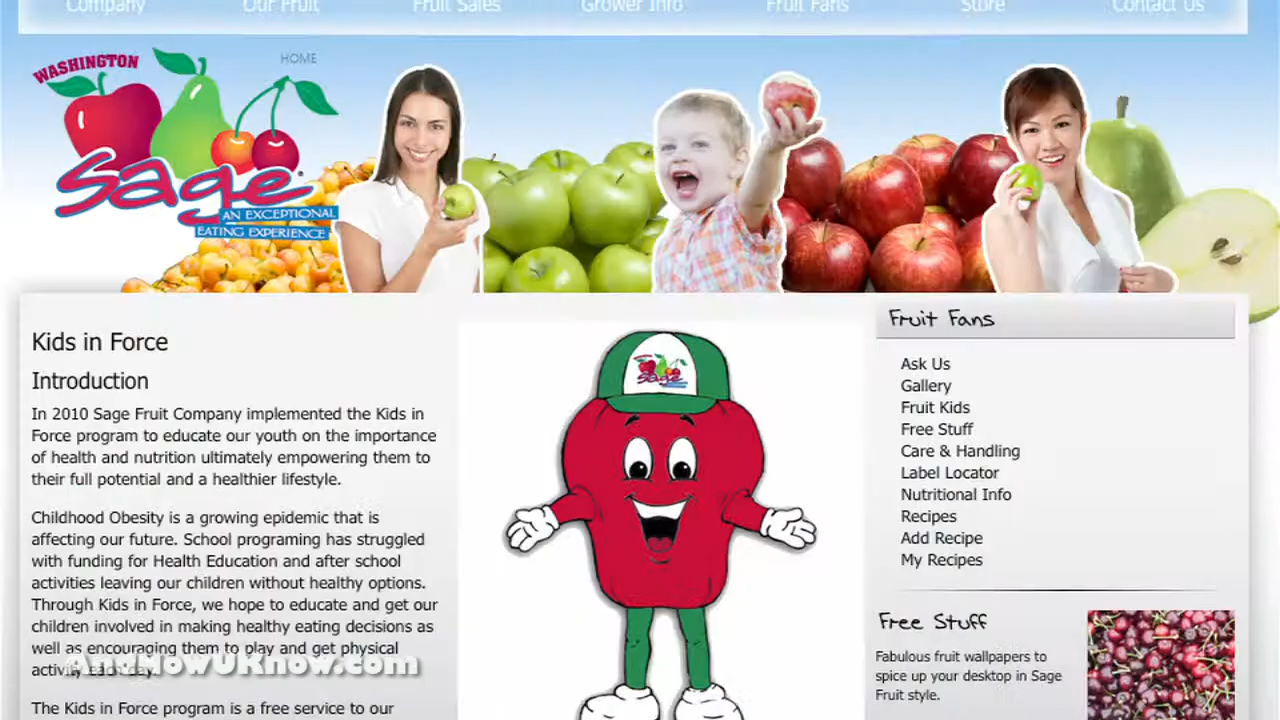 Company Our Fruit Fruit Sales Grower Info Fruit Fans Store Contact Us
HOME
WASHINGTON
Sage
AN EXCEPTIONAL
EATING EXPERIENCE
Kids in Force
Introduction
In 2010 Sage Fruit Company implemented the Kids in
Force program to educate our youth on the importance
of health and nutrition ultimately empowering them to
their full potential and a healthier lifestyle.
Childhood Obesity is a growing epidemic that is
affecting our future. School programing has struggled
with funding for Health Education and after school
activities leaving our children without healthy options.
Through Kids in Force, we hope to educate and get our
children involved in making healthy eating decisions as
well as encouraging them to play and get physical
activity each day.
AndNowUKnow.com
The Kids in Force program is a free service to our
Sage
Fruit Fans
Ask Us
Gallery
Fruit Kids
Free Stuff
Care & Handling
Label Locator
Nutritional Info
Recipes
Add Recipe
My Recipes
Free Stuff
Fabulous fruit wallpapers to
spice up your desktop in Sage
Fruit style.